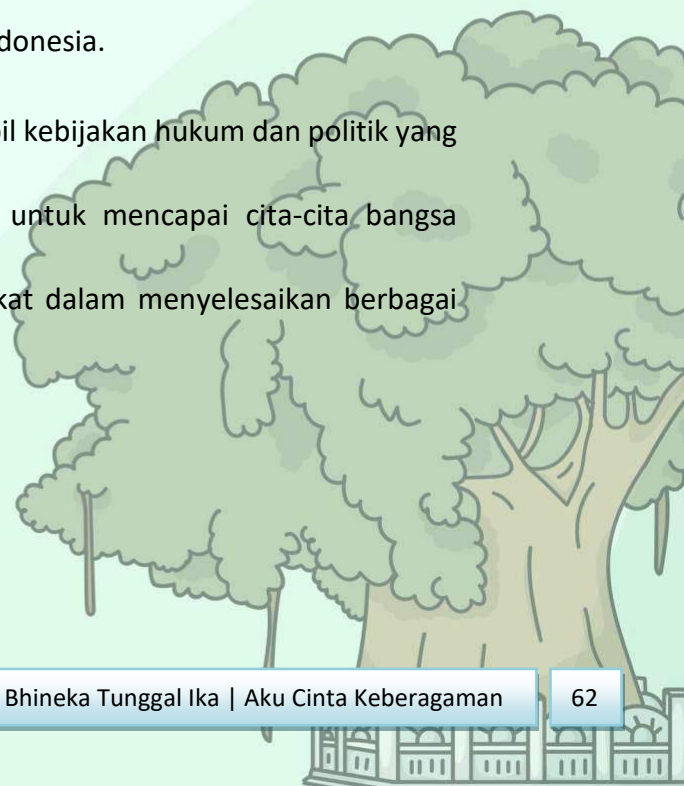 donesia.
il kebijakan hukum dan politik yang
untuk mencapai cita-cita bangsa
kat dalam menyelesaikan berbagai
Bhineka Tunggal Ika | Aku Cinta Keberagaman 62